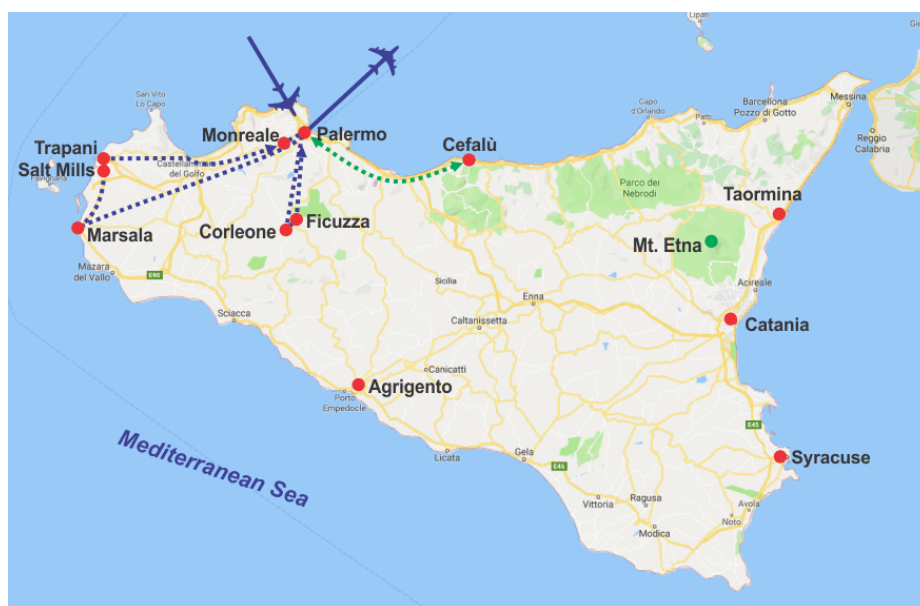 Lipari
San Vito
Lo Capo
Capo
d'Orlando
Patti
Barcellona
Pozzo di Gotto
Messina
Reggio
Calabria
Monreale
Palermo
Trapani
Salt Mills
Castellammare
del Golfo
Cefalù
Parco dei
Nebrodi
Taormina
Marsala
Corleone
Ficuzza
Mt. Etna
Mazara
del Vallo
E90
Sicilia
Enna
Acireale
Sciacca
Caltanissetta
Catania
Canicattì
Agrigento
Porto
Empedocle
E45
Mediterranean Sea
Licata
Gela
E45
Syracuse
Vittoria
Ragusa
Avola
Noto
Modica